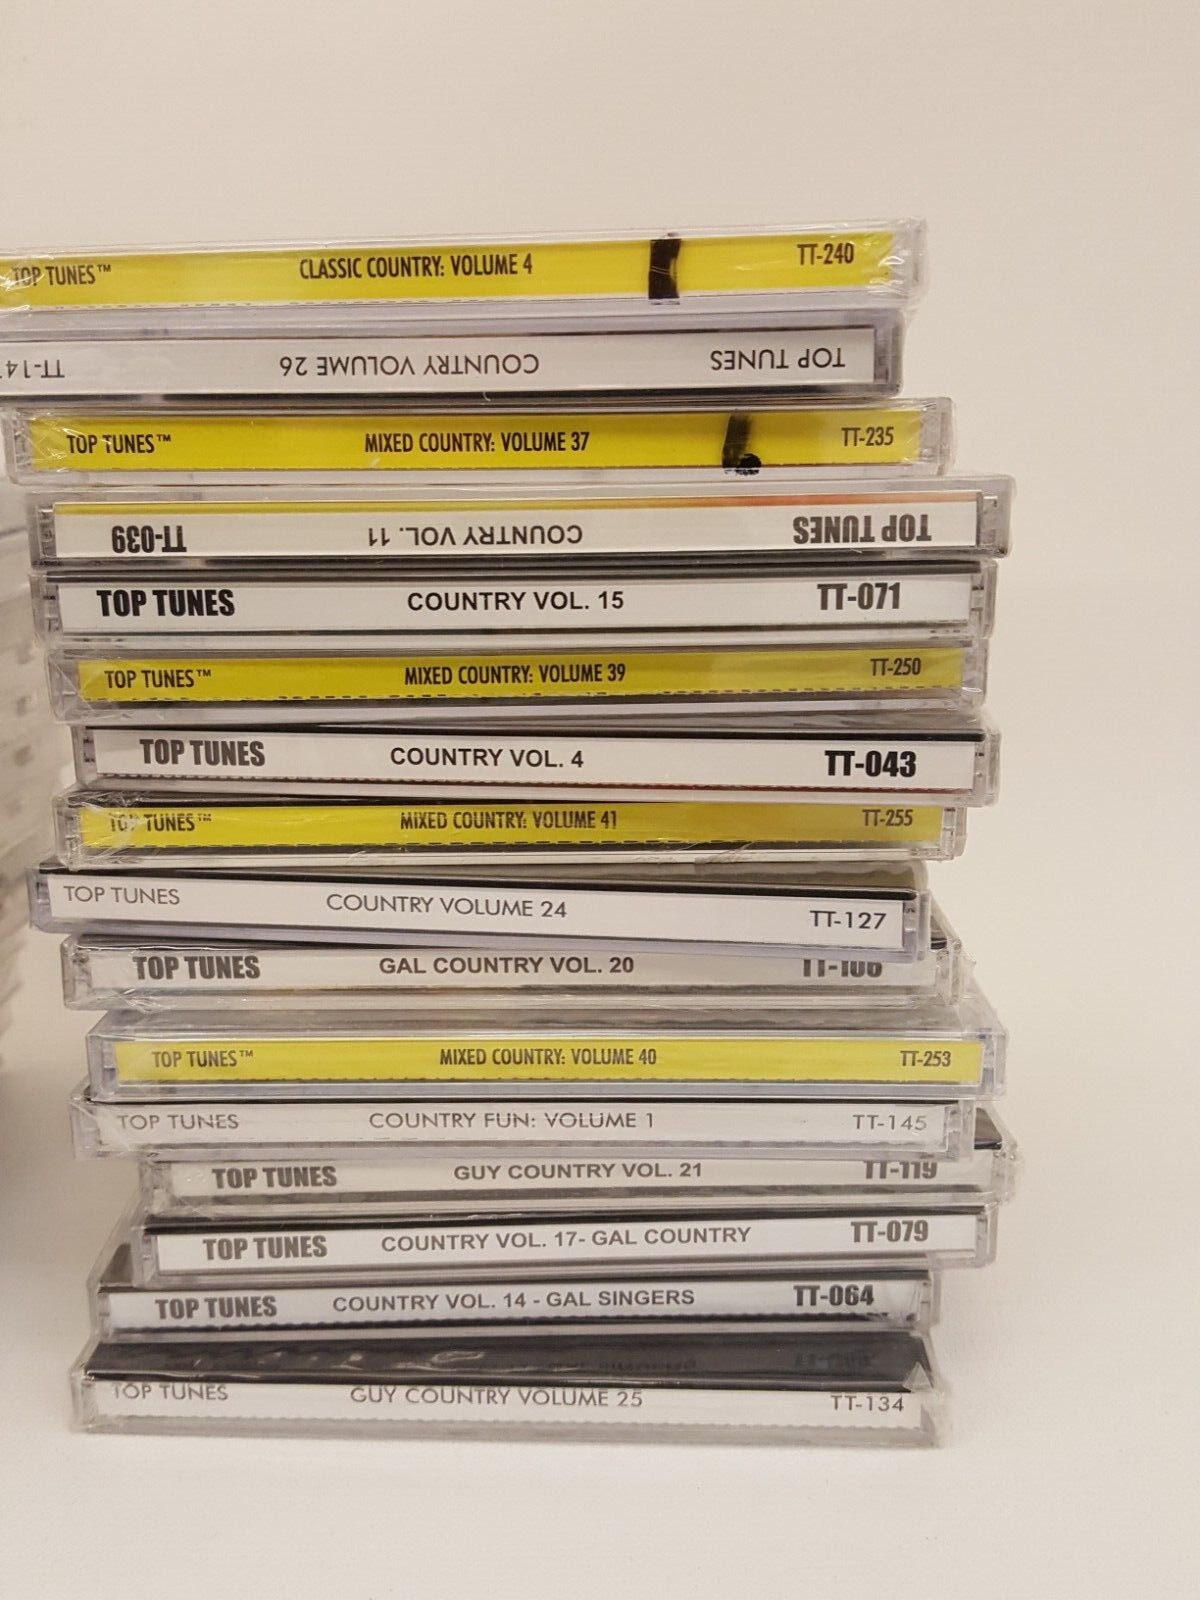 TOP TUNES™ CLASSIC COUNTRY: VOLUME 4 TT-240
TOP TUNES COUNTRY VOLUME 26
TOP TUNES™ MIXED COUNTRY: VOLUME 37 TT-235
TOP TUNES COUNTRY VOL. 11 TT-039
TOP TUNES COUNTRY VOL. 15 TT-071
TOP TUNES™ MIXED COUNTRY: VOLUME 39 TT-250
TOP TUNES COUNTRY VOL. 4 TT-043
TOP TUNES™ MIXED COUNTRY: VOLUME 41 TT-255
TOP TUNES COUNTRY VOLUME 24 TT-127
TOP TUNES GAL COUNTRY VOL. 20
TOP TUNES™ MIXED COUNTRY: VOLUME 40 TT-253
TOP TUNES COUNTRY FUN: VOLUME 1 TT-145
TOP TUNES GUY COUNTRY VOL. 21 TT-119
TOP TUNES COUNTRY VOL. 17- GAL COUNTRY TT-079
TOP TUNES COUNTRY VOL. 14 - GAL SINGERS TT-064
TOP TUNES GUY COUNTRY VOLUME 25 TT-134